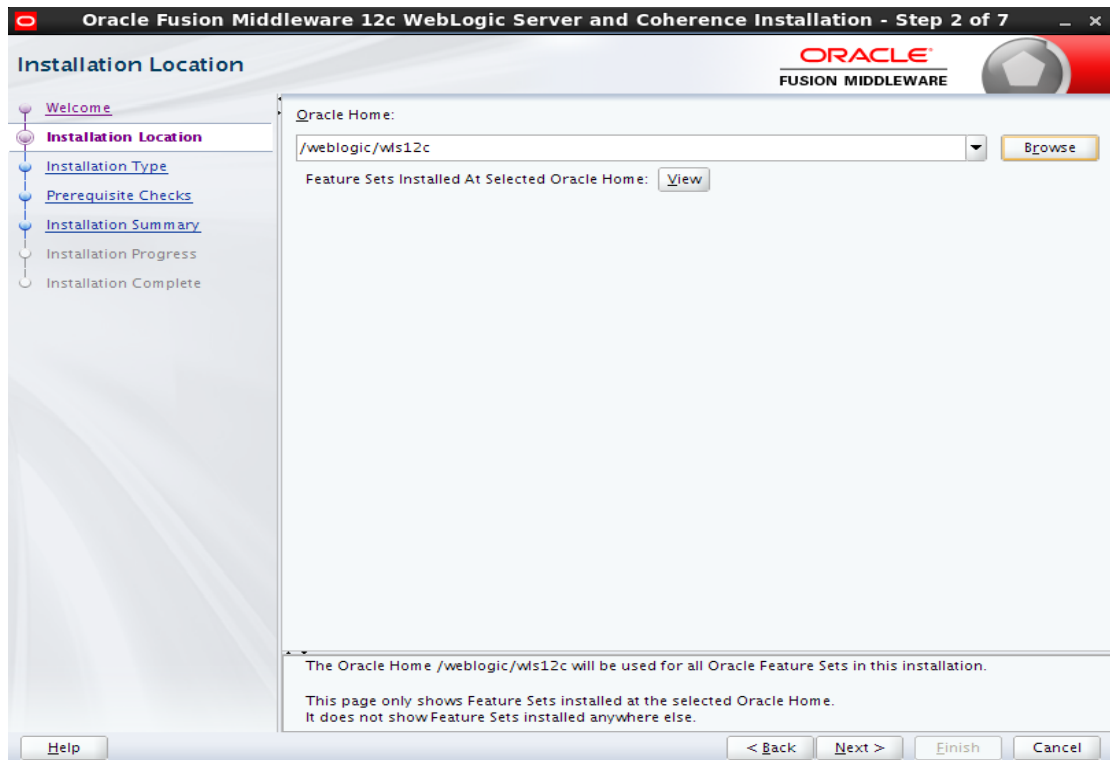 Oracle Fusion Middleware 12c WebLogic Server and Coherence Installation - Step 2 of 7
Installation Location
ORACLE
FUSION MIDDLEWARE
Welcome
Installation Location
Installation Type
Prerequisite Checks
Installation Summary
Installation Progress
Installation Complete
Oracle Home:
/weblogic/wls12c
Browse
Feature Sets Installed At Selected Oracle Home: View
The Oracle Home /weblogic/wls12c will be used for all Oracle Feature Sets in this installation.
This page only shows Feature Sets installed at the selected Oracle Home.
It does not show Feature Sets installed anywhere else.
Help
< Back
Next >
Finish
Cancel